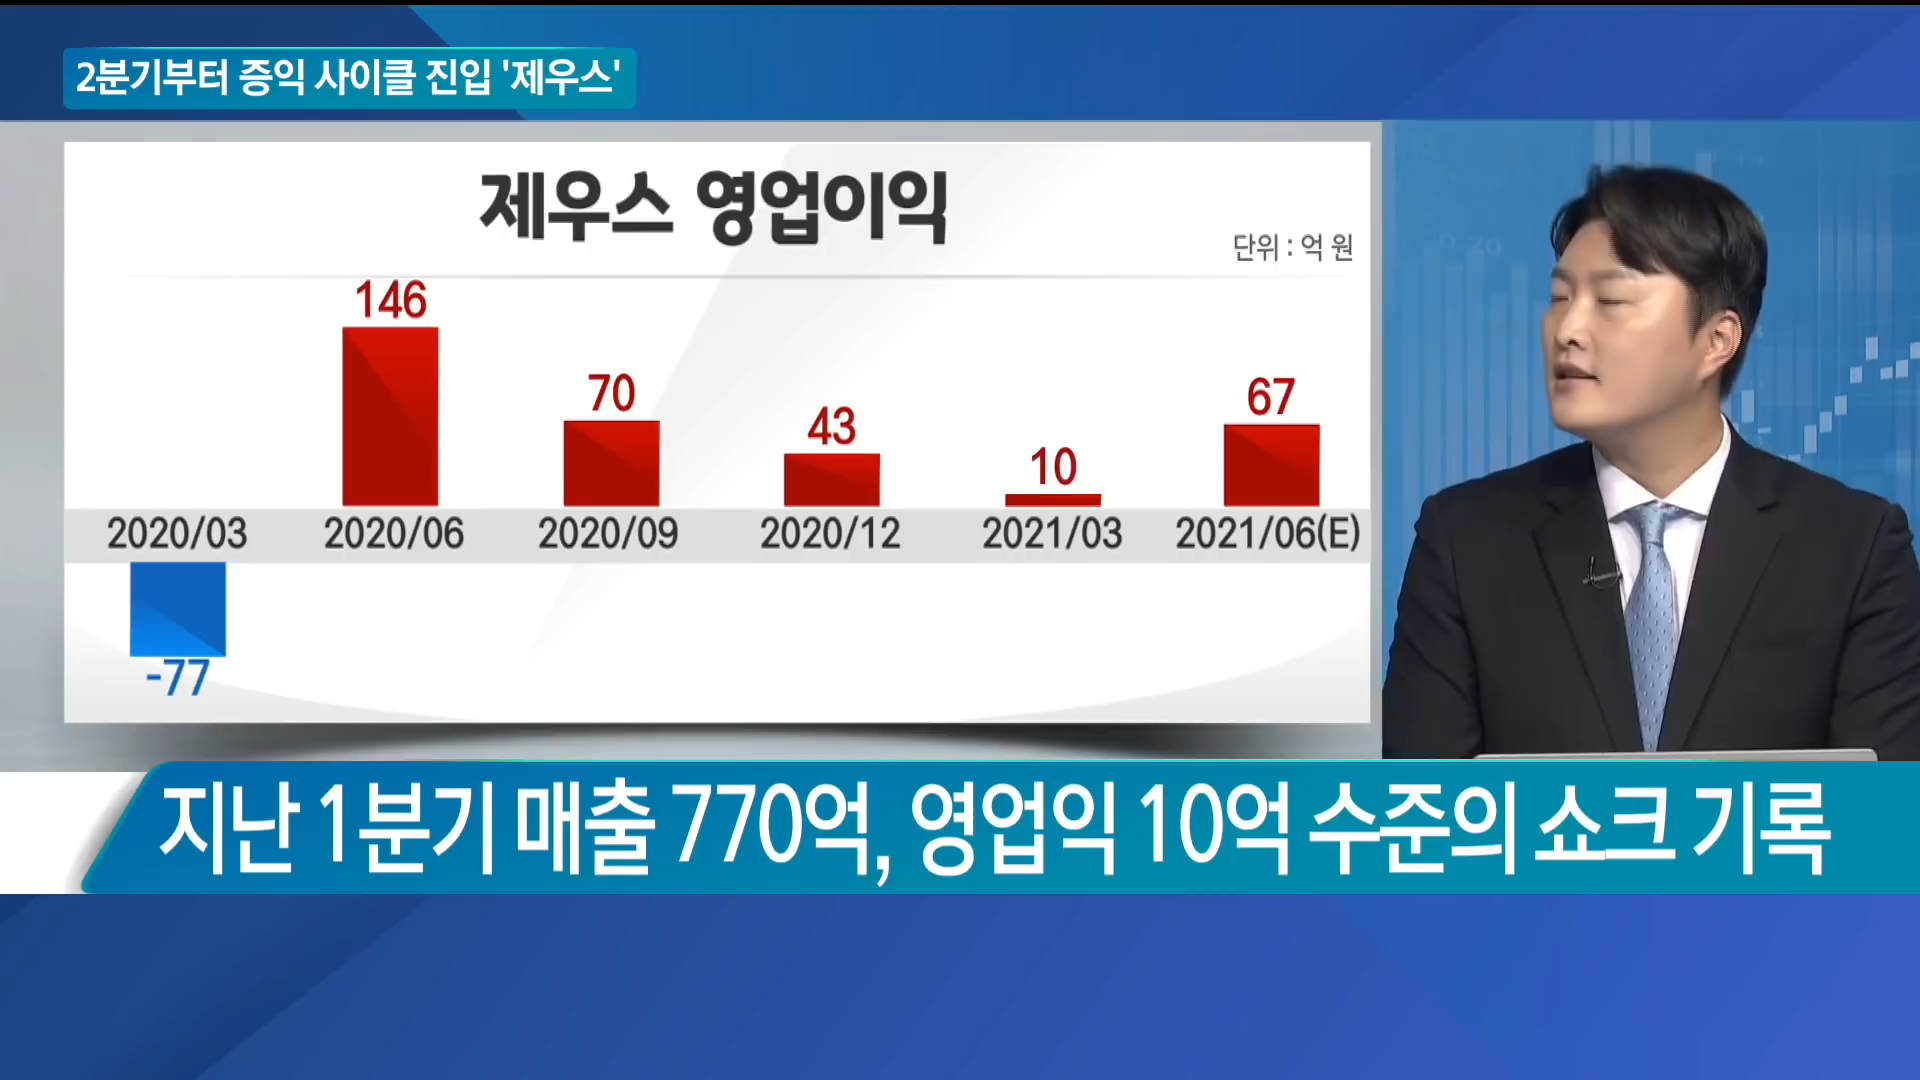 2분기부터 증익 사이클 진입 '제우스'
제우스 영업이익
단위 : 억 원
146
70
43
10
67
2020/03 2020/06 2020/09 2020/12 2021/03 2021/06(E)
-77
지난 1분기 매출 770억, 영업익 10억 수준의 쇼크 기록